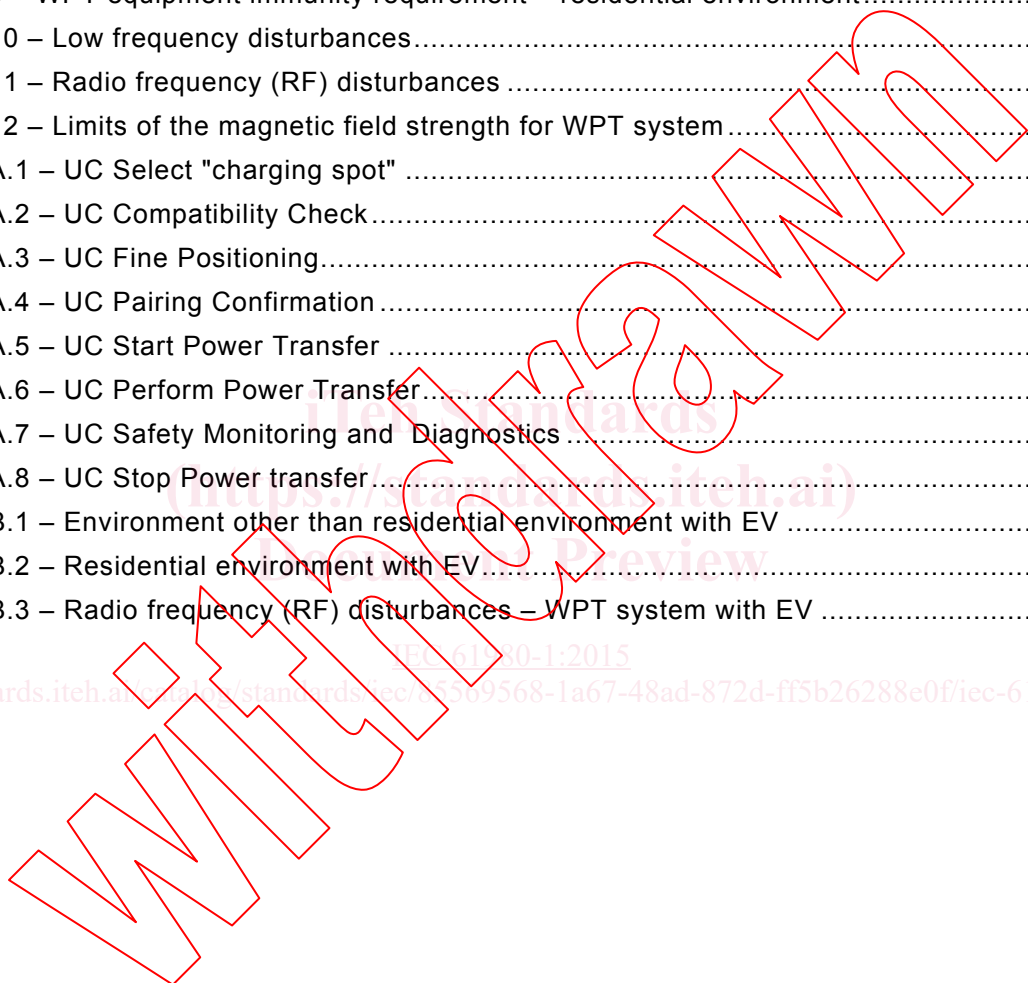 – WPT equipment immunity requirement – residential environment....................
0 – Low frequency disturbances....................
1 – Radio frequency (RF) disturbances ....................
2 – Limits of the magnetic field strength for WPT system....................
A.1 – UC Select "charging spot" ....................
A.2 – UC Compatibility Check....................
A.3 – UC Fine Positioning....................
A.4 – UC Pairing Confirmation....................
A.5 – UC Start Power Transfer ....................
A.6 – UC Perform Power Transfer....................
iTeh Standards
A.7 – UC Safety Monitoring and Diagnostics ....................
A.8 – UC Stop Power transfer....................
(https://standards.iteh.ai)
B.1 – Environment other than residential environment with EV ....................
Document Preview
B.2 – Residential environment with EV....................
B.3 – Radio frequency (RF) disturbances – WPT system with EV ....................
IEC 61980-1:2015
ards.iteh.ai/catalog/standards/iec/85569568-1a67-48ad-872d-ff5b26288e0f/iec-6
withdrawn